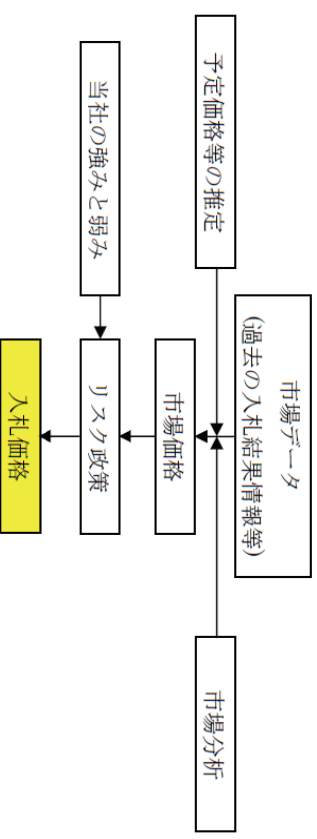 市場データ
(過去の入札結果情報等)
予定価格等の推定
市場分析
市場価格
当社の強みと弱み
リスク政策
入札価格